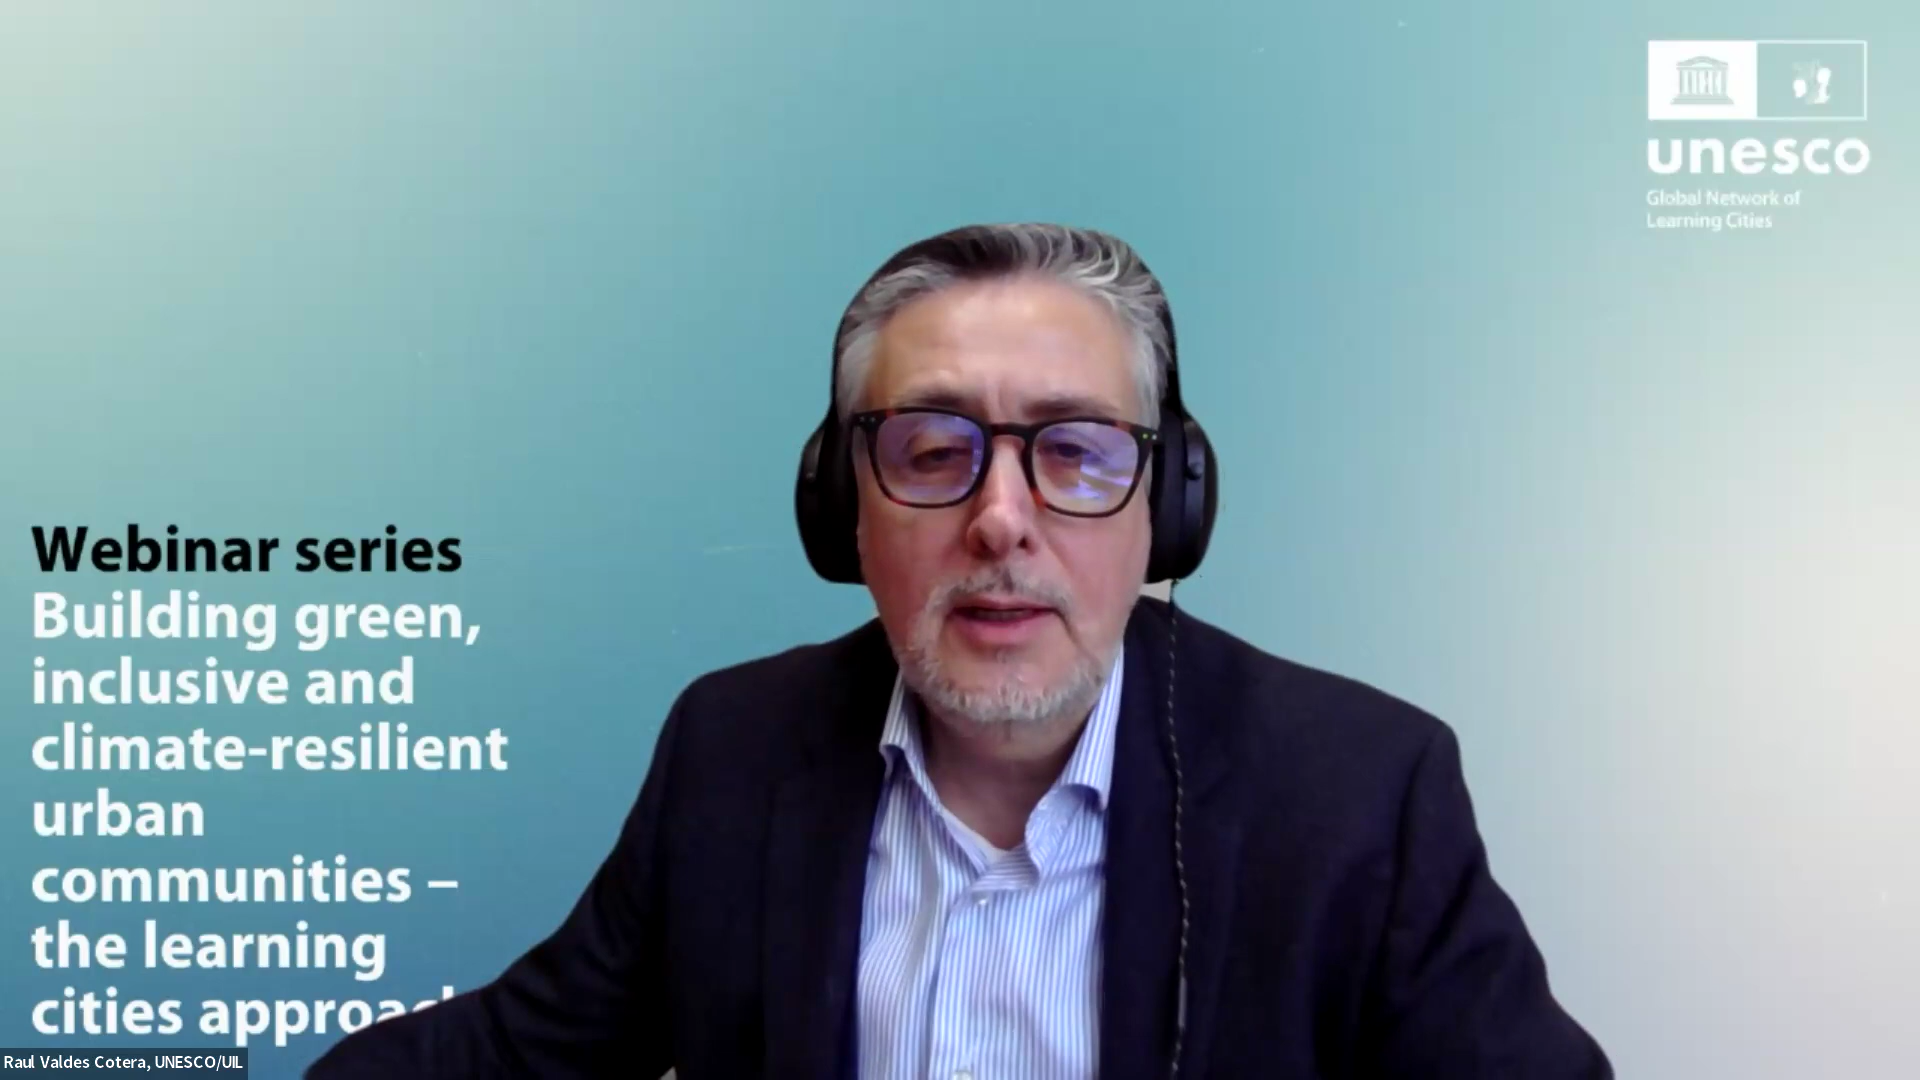 unesco
Global Network of
Learning Cities
Webinar series
Building green,
inclusive and
climate-resilient
urban
communities –
the learning
cities approac
Raul Valdes Cotera, UNESCO/UIL